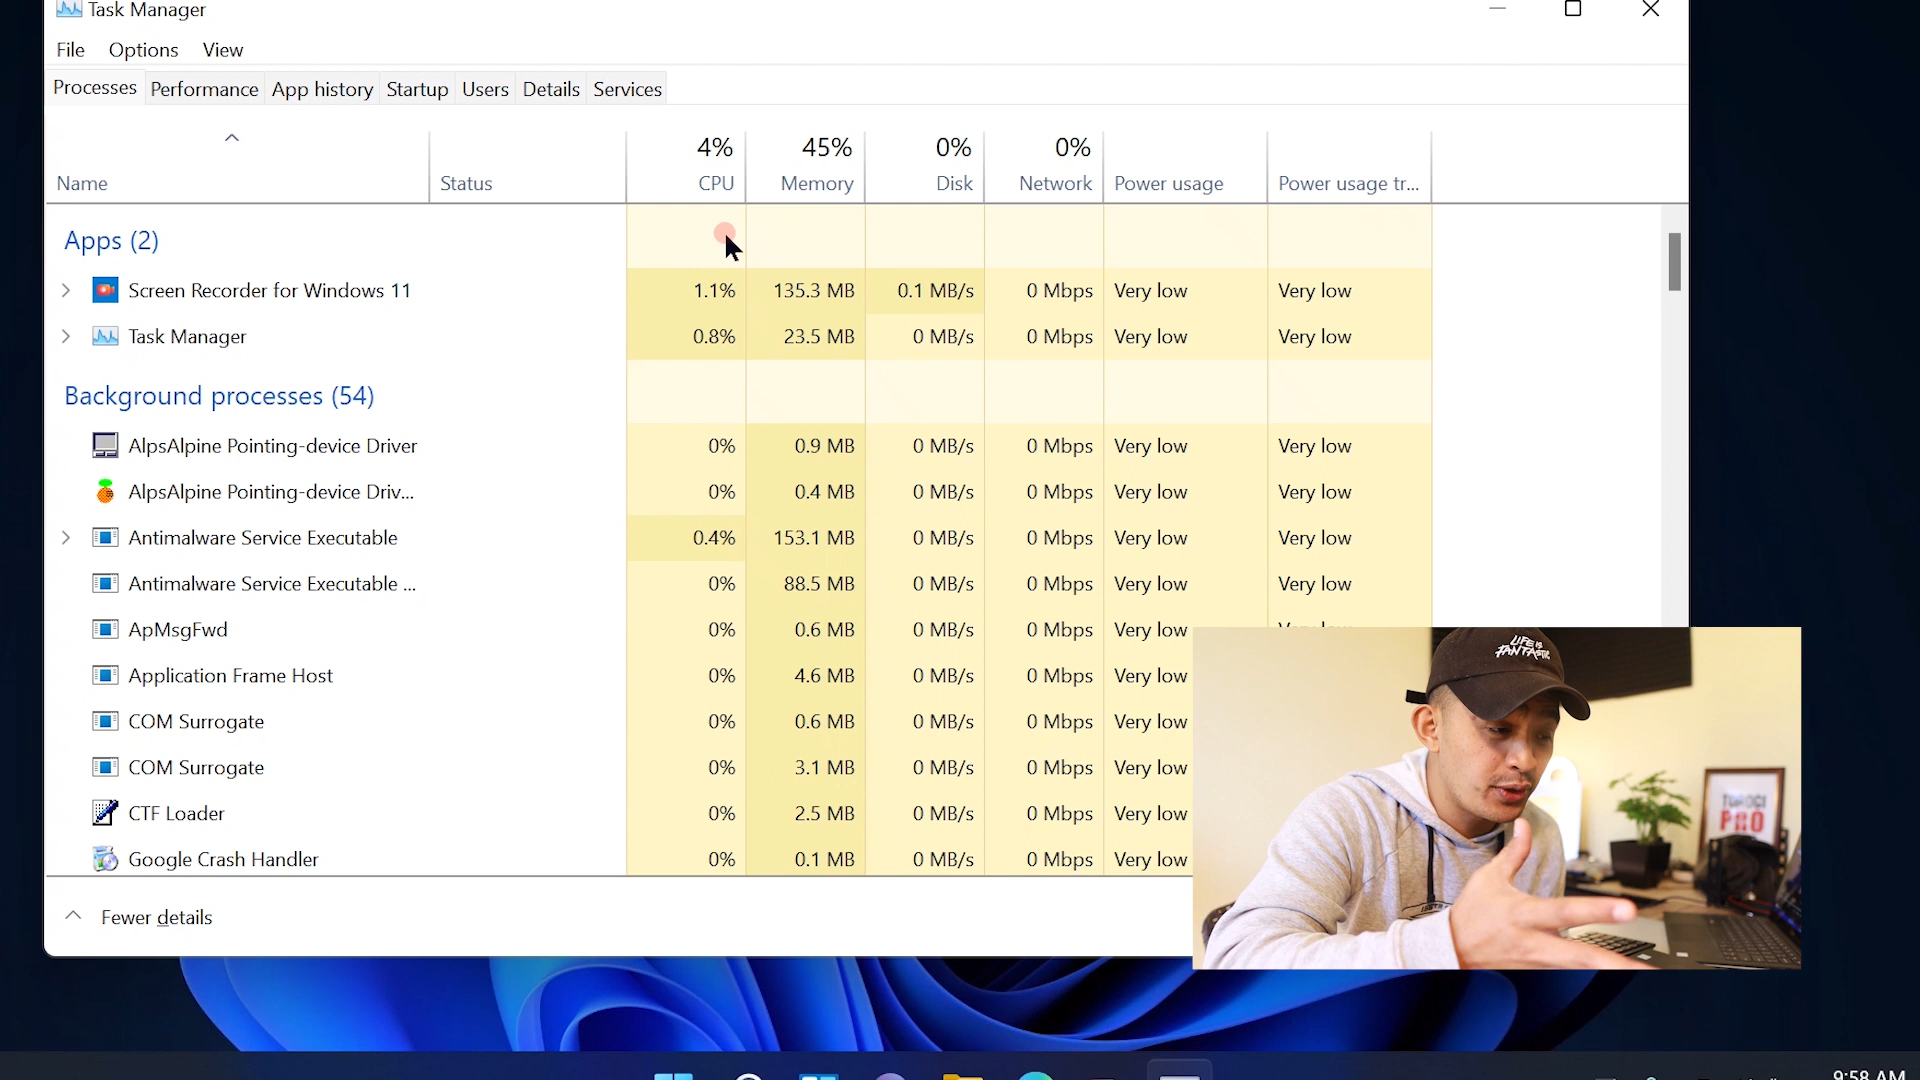 Task Manager
File Options View
Processes Performance App history Startup Users Details Services
4% 45% 0% 0%
Name Status CPU Memory Disk Network Power usage Power usage tr...
Apps (2)
Screen Recorder for Windows 11 1.1% 135.3 MB 0.1 MB/s 0 Mbps Very low Very low
Task Manager 0.8% 23.5 MB 0 MB/s 0 Mbps Very low Very low
Background processes (54)
AlpsAlpine Pointing-device Driver 0% 0.9 MB 0 MB/s 0 Mbps Very low Very low
AlpsAlpine Pointing-device Driv... 0% 0.4 MB 0 MB/s 0 Mbps Very low Very low
Antimalware Service Executable 0.4% 153.1 MB 0 MB/s 0 Mbps Very low Very low
Antimalware Service Executable ... 0% 88.5 MB 0 MB/s 0 Mbps Very low Very low
ApMsgFwd 0% 0.6 MB 0 MB/s 0 Mbps Very low
Application Frame Host 0% 4.6 MB 0 MB/s 0 Mbps Very low
COM Surrogate 0% 0.6 MB 0 MB/s 0 Mbps Very low
COM Surrogate 0% 3.1 MB 0 MB/s 0 Mbps Very low
CTF Loader 0% 2.5 MB 0 MB/s 0 Mbps Very low
Google Crash Handler 0% 0.1 MB 0 MB/s 0 Mbps Very low
Fewer details
LIFE is
FANTASTIC
PRO
9:58 AM